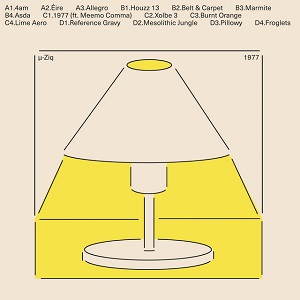 A1.4am A2.Éire A3.Allegro B1.Houzz 13 B2.Belt & Carpet B3.Marmite
B4.Asda C1.1977 (ft. Meemo Comma) C2.Xolbe 3 C3.Burnt Orange
C4.Lime Aero D1.Reference Gravy D2.Mesolithic Jungle D3.Pillowy D4.Froglets
μ-Ziq 1977